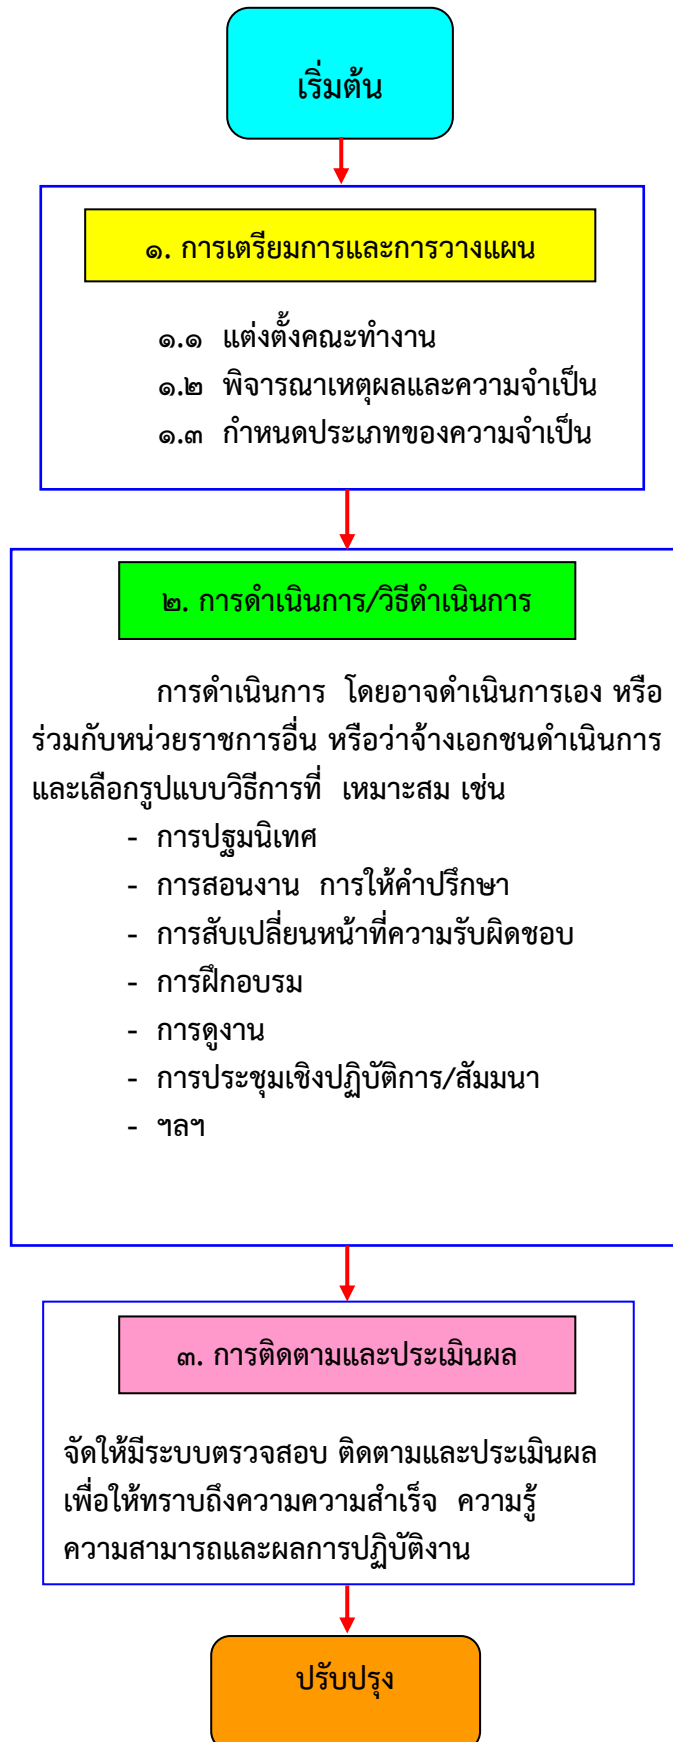 เริ่มต้น
๑. การเตรียมการและการวางแผน
๑.๑ แต่งตั้งคณะทำงาน
๑.๒ พิจารณาเหตุผลและความจำเป็น
๑.๓ กำหนดประเภทของความจำเป็น
๒. การดำเนินการ/วิธีดำเนินการ
การดำเนินการ โดยอาจดำเนินการเอง หรือ
ร่วมกับหน่วยราชการอื่น หรือว่าจ้างเอกชนดำเนินการ
และเลือกรูปแบบวิธีการที่ เหมาะสม เช่น
- การปฐมนิเทศ
- การสอนงาน การให้คำปรึกษา
- การสับเปลี่ยนหน้าที่ความรับผิดชอบ
- การฝึกอบรม
- การดูงาน
- การประชุมเชิงปฏิบัติการ/สัมมนา
- ฯลฯ
๓. การติดตามและประเมินผล
จัดให้มีระบบตรวจสอบ ติดตามและประเมินผล
เพื่อให้ทราบถึงความความสำเร็จ ความรู้
ความสามารถและผลการปฏิบัติงาน
ปรับปรุง